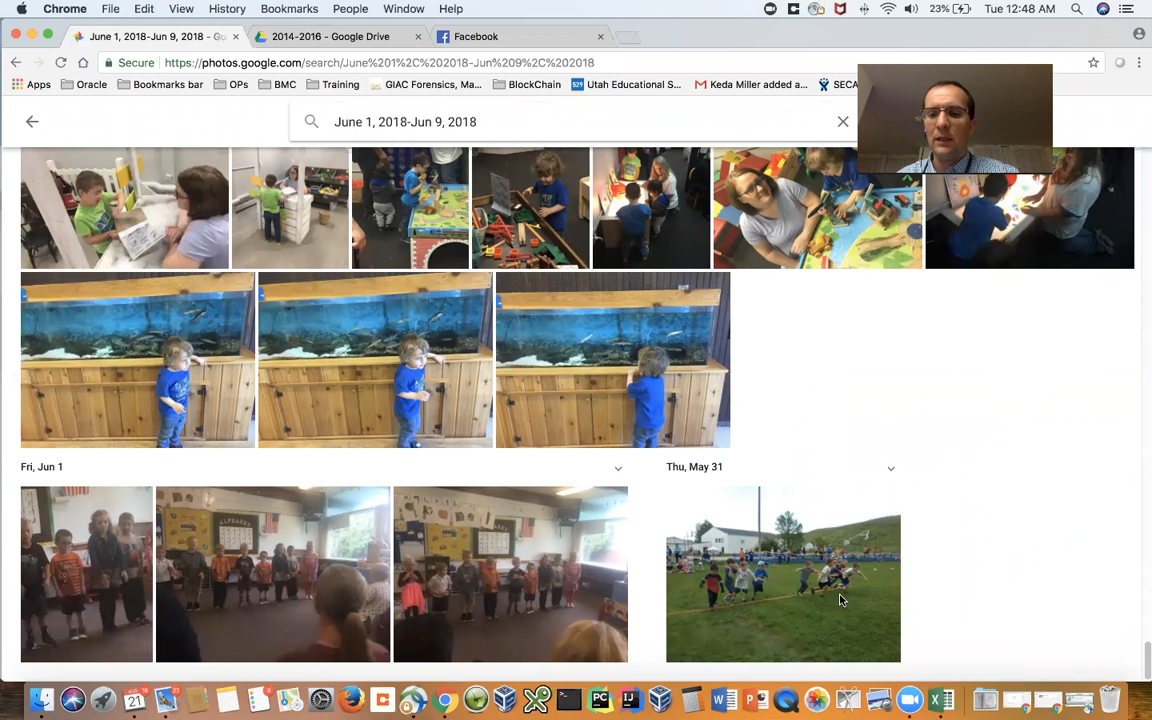 Chrome File Edit View History Bookmarks People Window Help 23% Tue 12:48 AM
June 1, 2018-Jun 9, 2018 - Go
2014-2016 - Google Drive
Facebook
Secure https://photos.google.com/search/June%201%2C%202018-Jun%209%2C%202018
Apps Oracle Bookmarks bar OPs BMC Training GIAC Forensics, Ma... BlockChain Utah Educational S... Keda Miller added a... SECA
June 1, 2018-Jun 9, 2018
Fri, Jun 1
Thu, May 31
ALPHABET